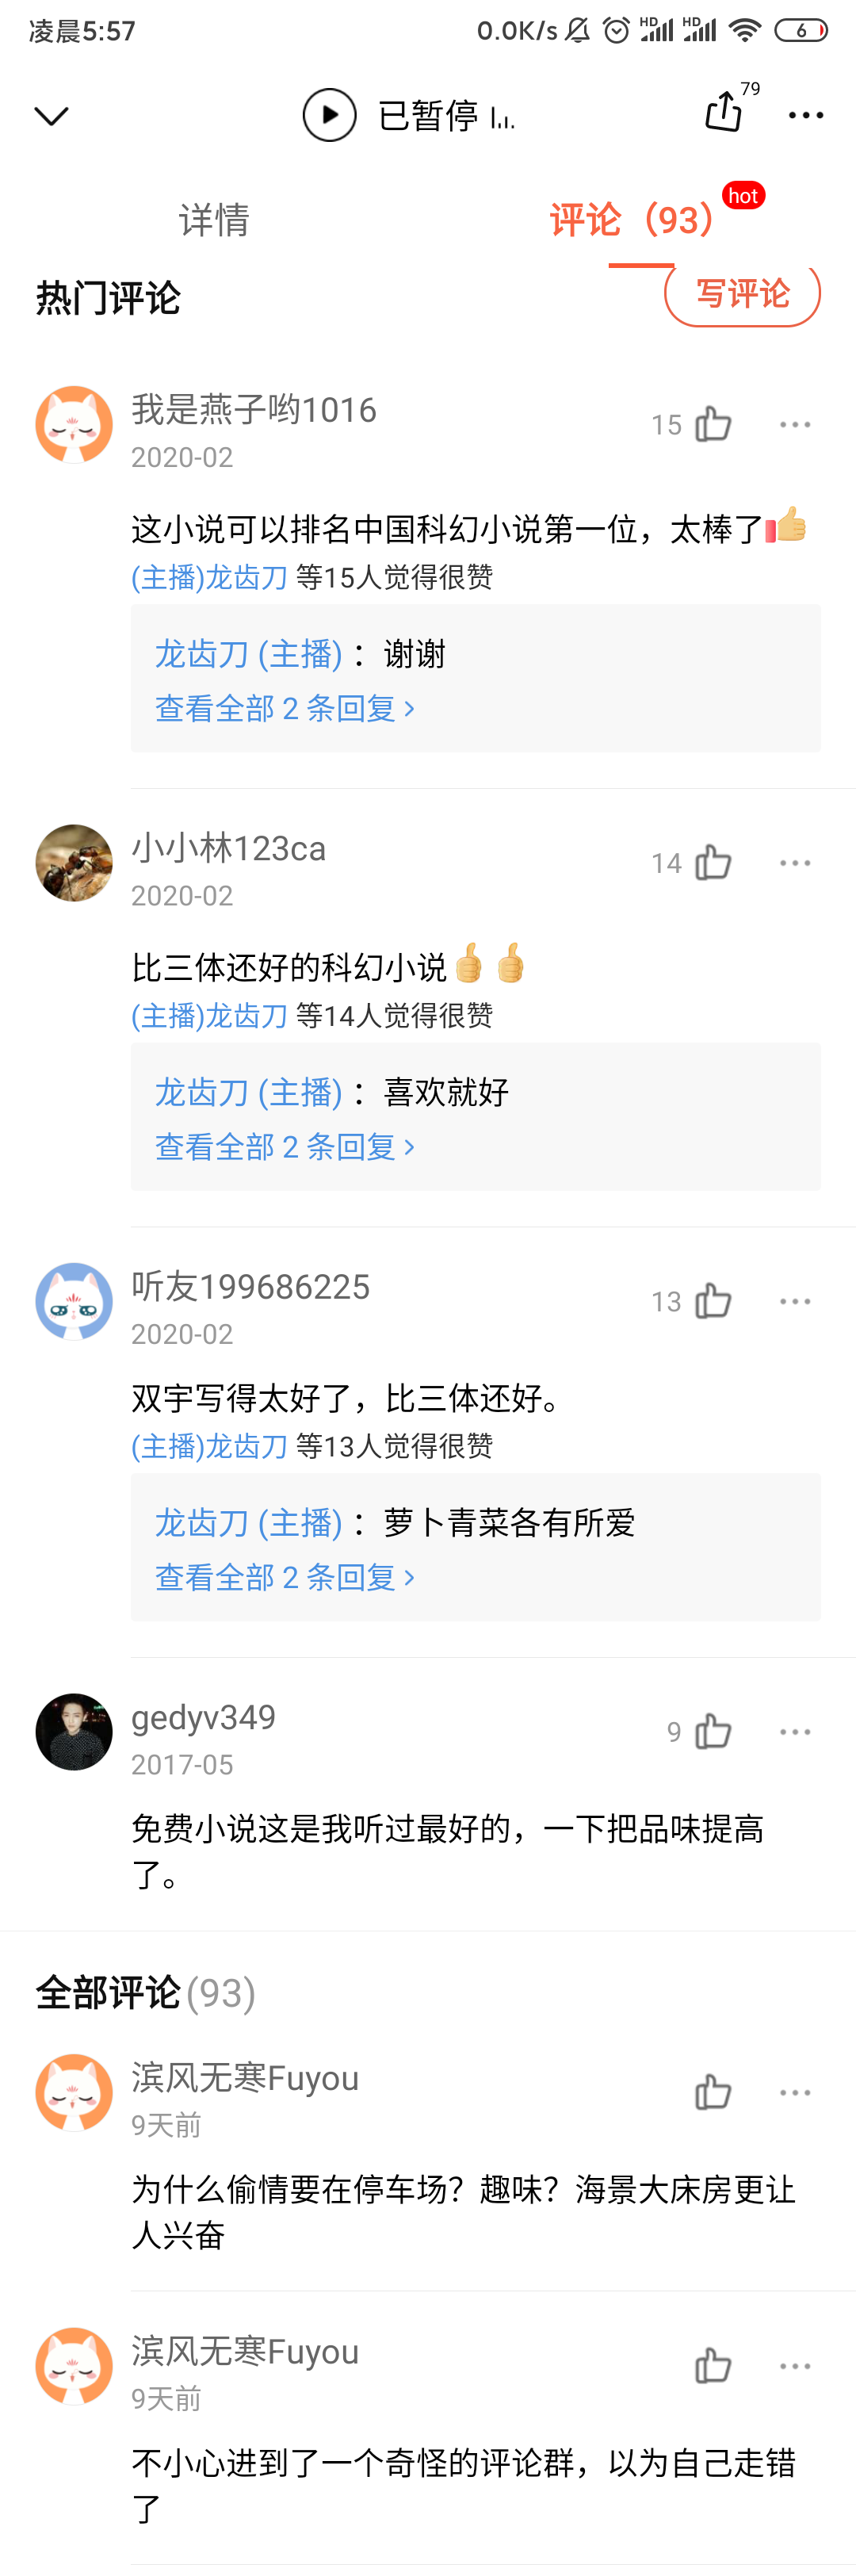 凌晨5:57
0.0K/s HD HD 6
已暂停
79
详情
评论（93）
hot
热门评论
写评论
我是燕子哟1016
15
2020-02
这小说可以排名中国科幻小说第一位，太棒了👍
(主播)龙齿刀 等15人觉得很赞
龙齿刀 (主播) ：谢谢
查看全部 2 条回复 >
小小林123ca
14
2020-02
比三体还好的科幻小说👍👍
(主播)龙齿刀 等14人觉得很赞
龙齿刀 (主播) ：喜欢就好
查看全部 2 条回复 >
听友199686225
13
2020-02
双宇写得太好了，比三体还好。
(主播)龙齿刀 等13人觉得很赞
龙齿刀 (主播) ：萝卜青菜各有所爱
查看全部 2 条回复 >
gedyv349
9
2017-05
免费小说这是我听过最好的，一下把品味提高
了。
全部评论(93)
滨风无寒Fuyou
9天前
为什么偷情要在停车场？趣味？海景大床房更让
人兴奋
滨风无寒Fuyou
9天前
不小心进到了一个奇怪的评论群，以为自己走错
了